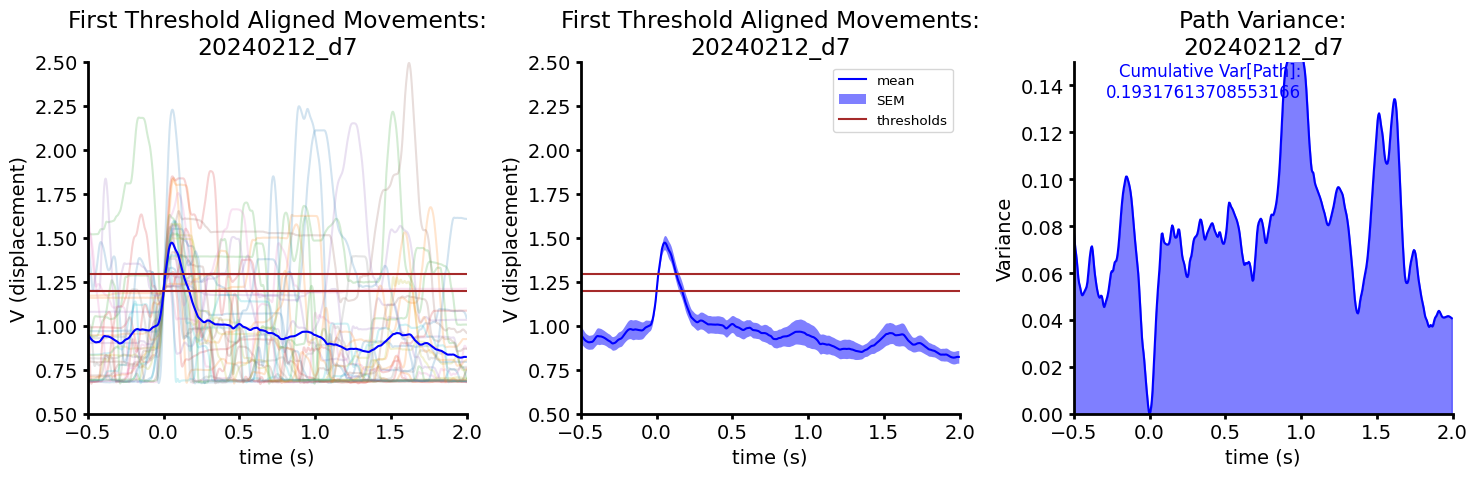 First Threshold Aligned Movements:
20240212_d7
2.50
2.25
2.00
1.75
1.50
1.25
1.00
0.75
0.50
V (displacement)
−0.5 0.0 0.5 1.0 1.5 2.0
time (s)
First Threshold Aligned Movements:
20240212_d7
2.50
2.25
2.00
1.75
1.50
1.25
1.00
0.75
0.50
V (displacement)
mean
SEM
thresholds
−0.5 0.0 0.5 1.0 1.5 2.0
time (s)
Path Variance:
20240212_d7
Cumulative Var[Path]:
0.19317613708553166
0.14
0.12
0.10
0.08
0.06
0.04
0.02
0.00
Variance
−0.5 0.0 0.5 1.0 1.5 2.0
time (s)